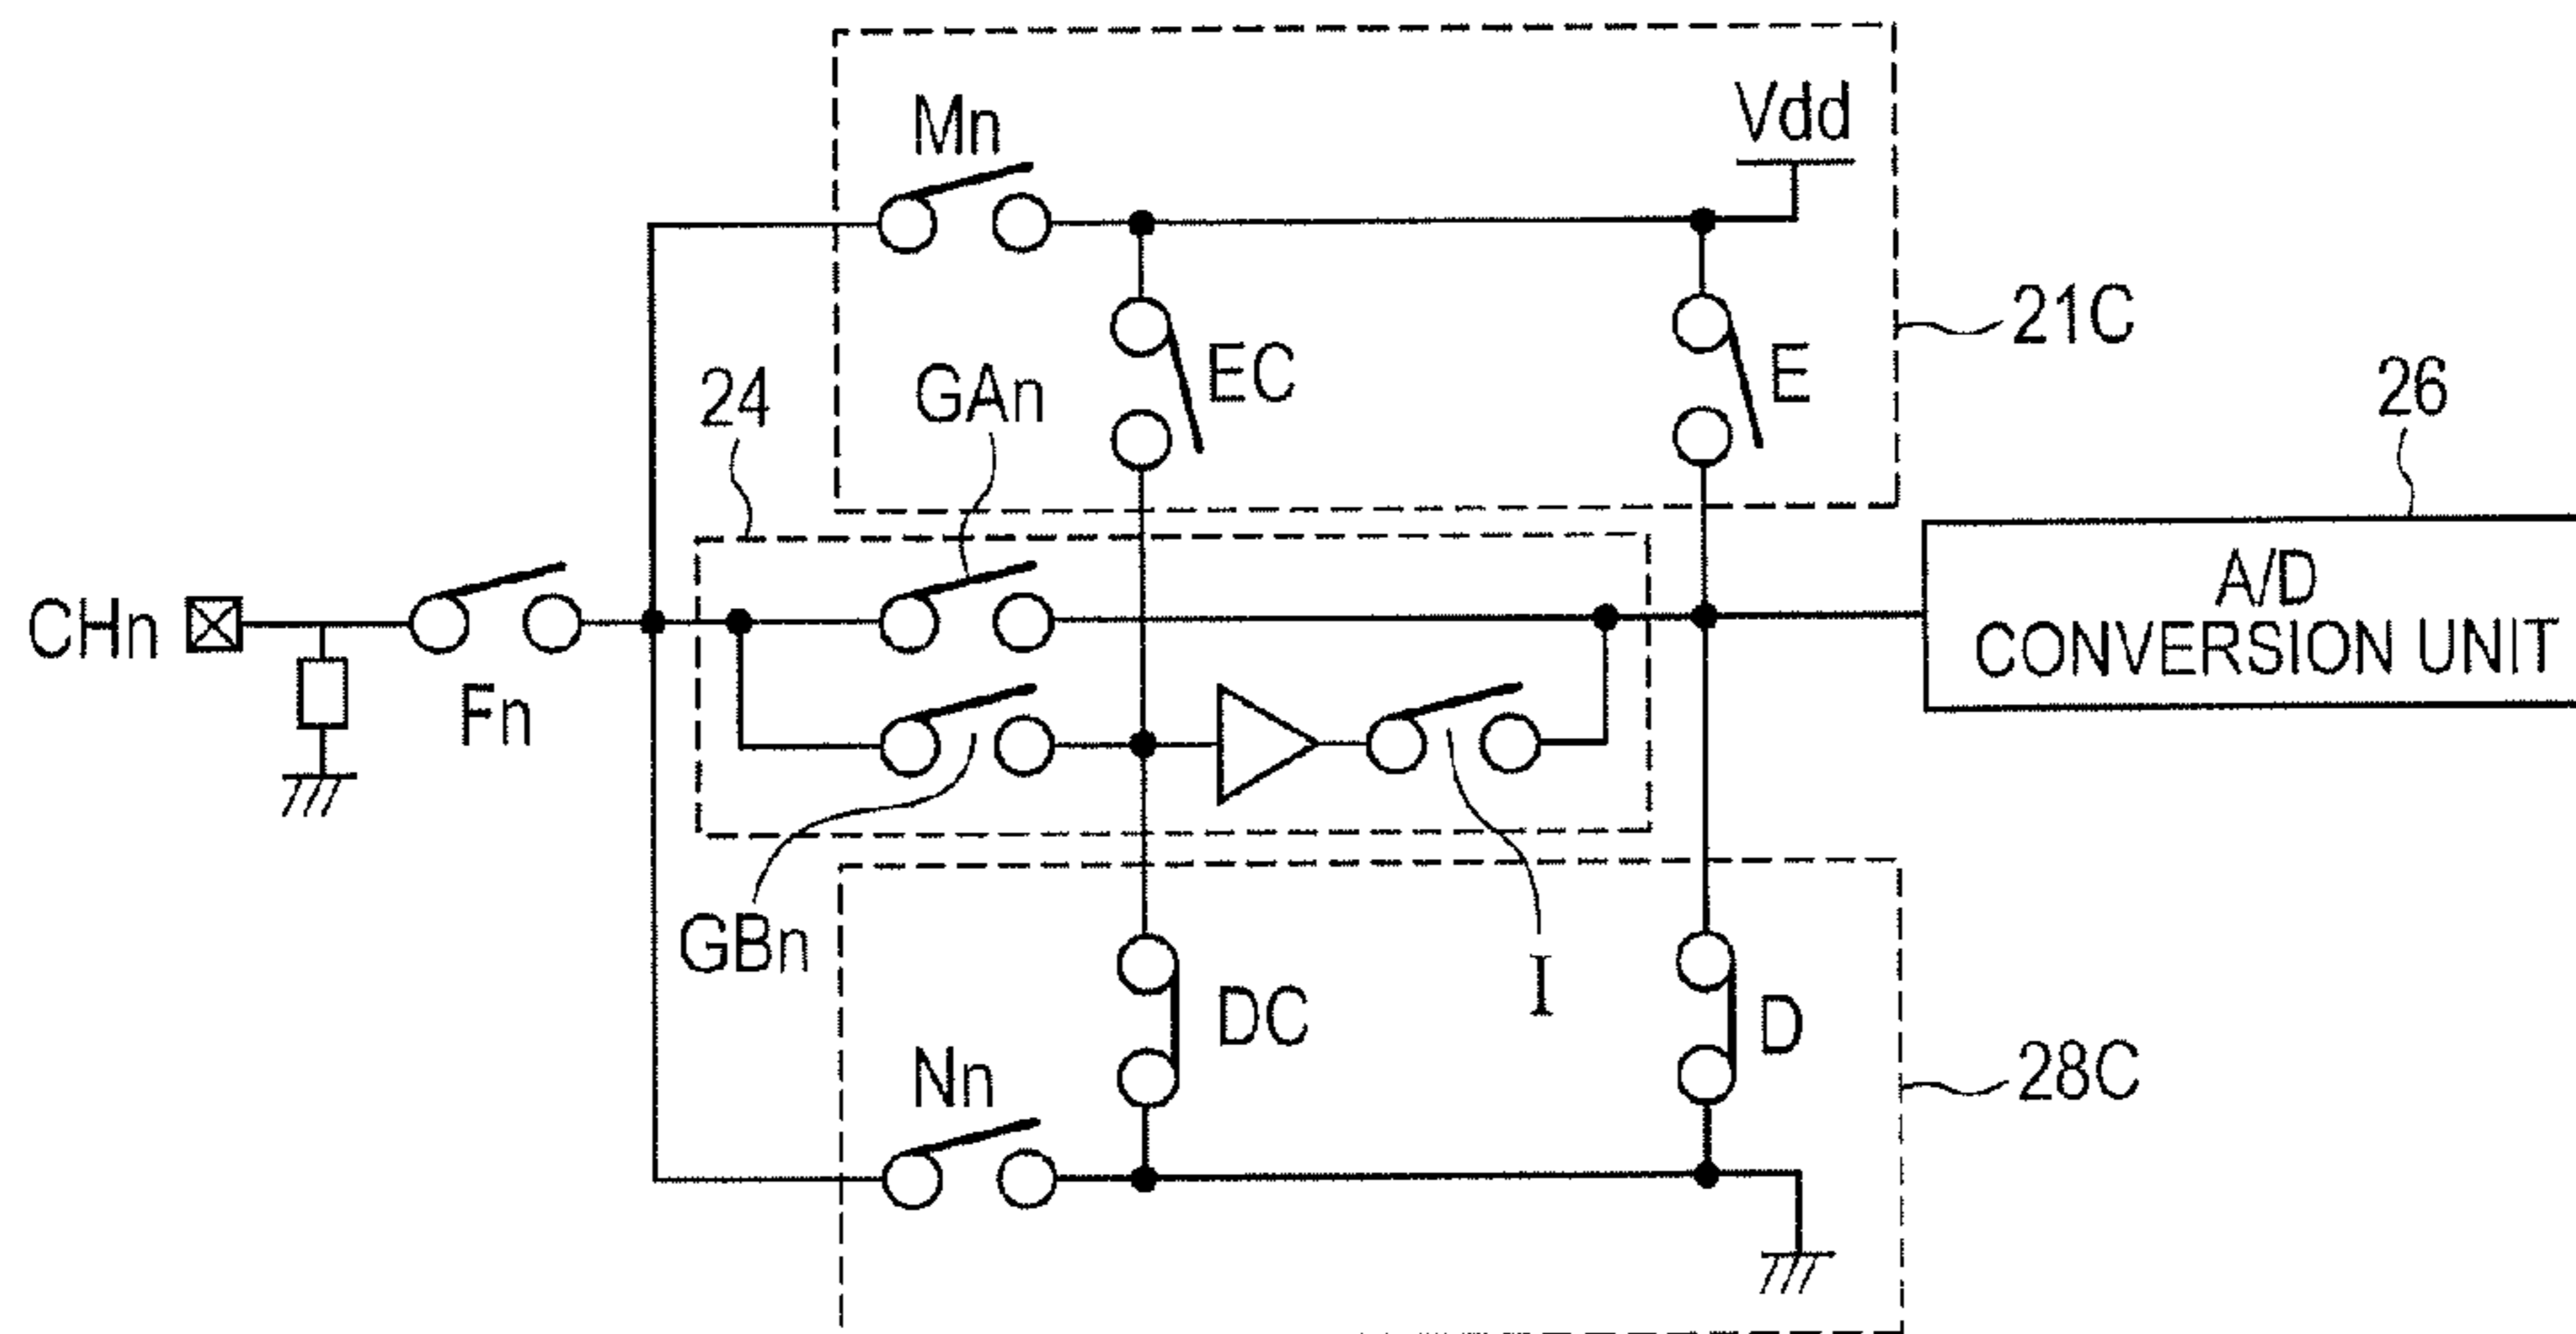 Mn
Vdd
EC
E
21C
24
GAn
26
CHn
Fn
A/D
CONVERSION UNIT
GBn
I
DC
D
Nn
28C